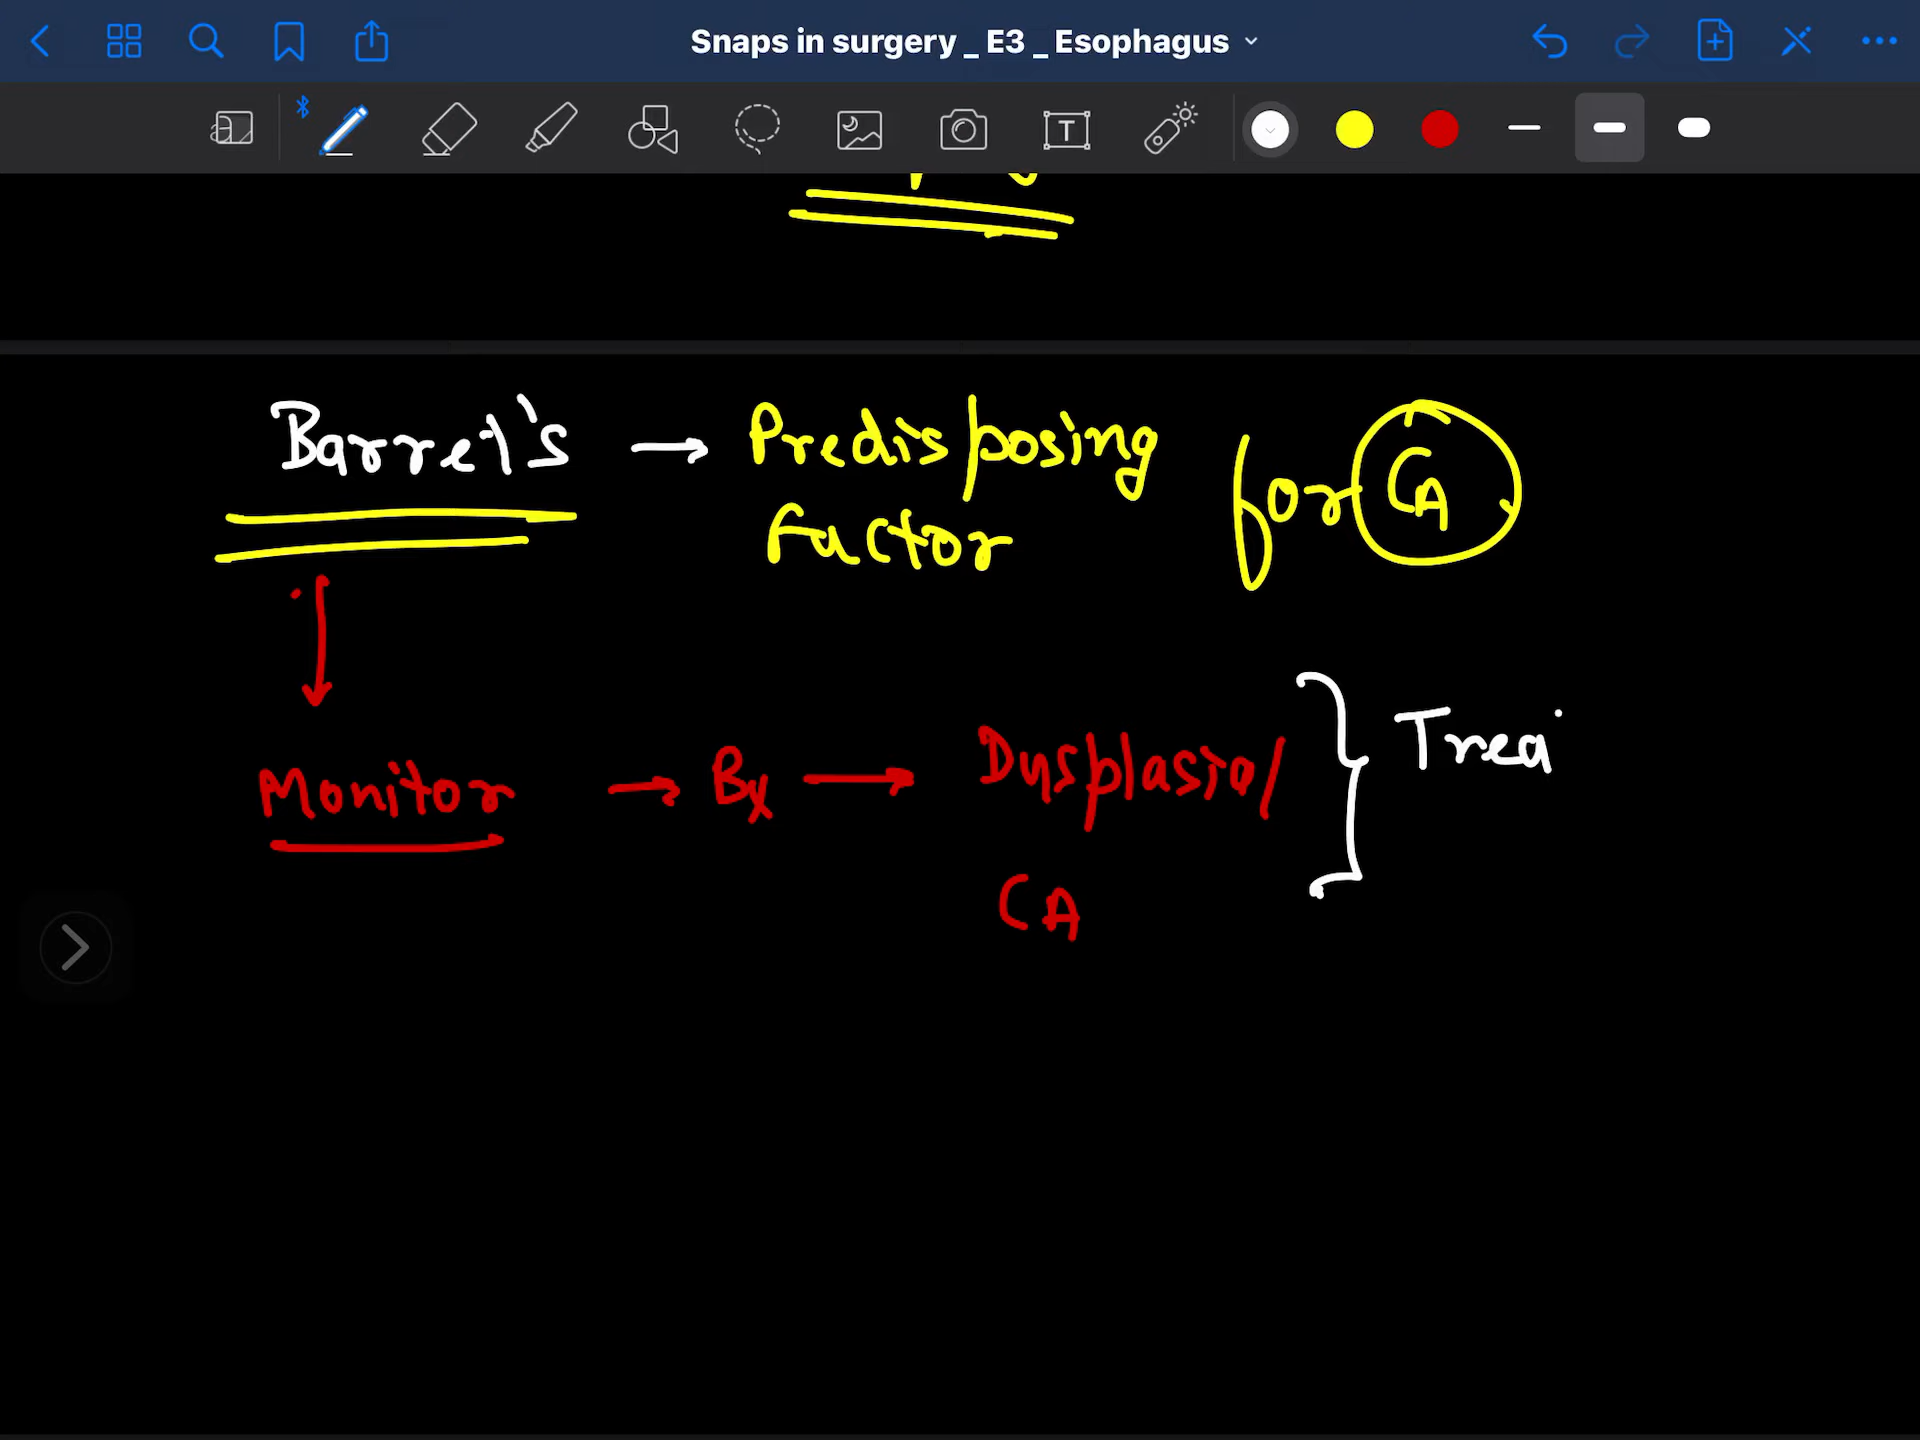 Snaps in surgery _ E3 _ Esophagus
T
Barret's → Predisposing
factor for CA
Monitor → Bx → Dysplasia/
CA
Trea